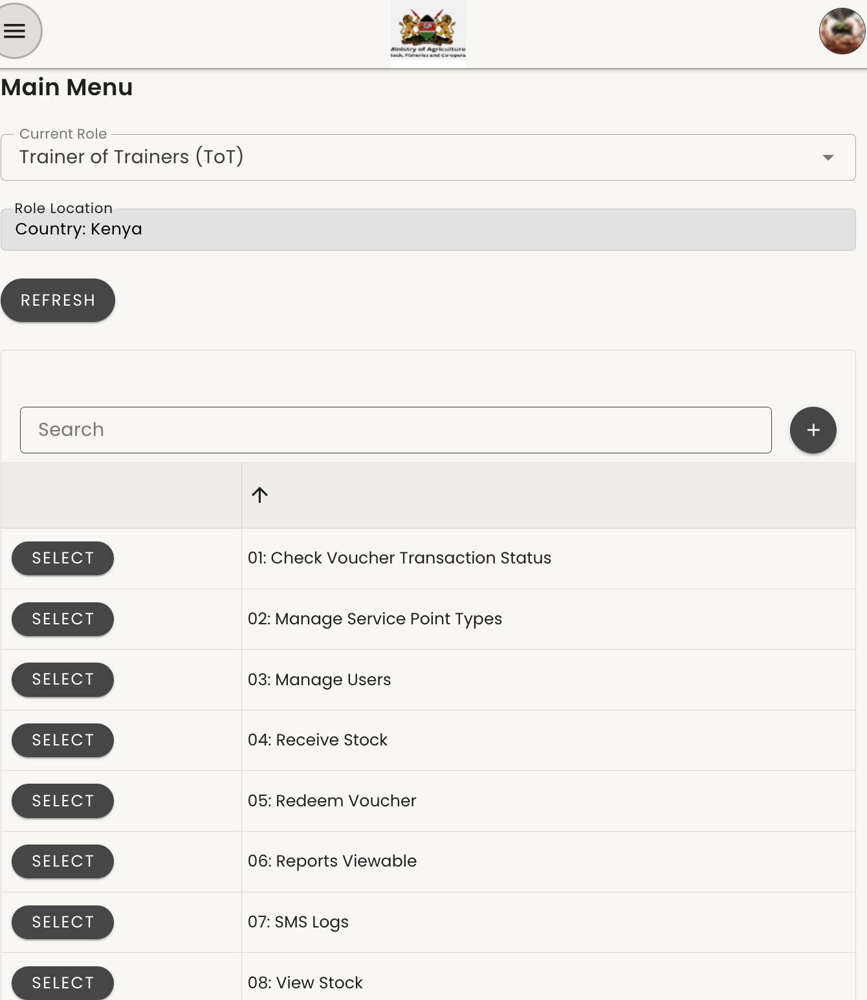 Ministry of Agriculture
tock, Fisheries and Co-opera
Main Menu
Current Role
Trainer of Trainers (ToT)
Role Location
Country: Kenya
REFRESH
Search
SELECT 01: Check Voucher Transaction Status
SELECT 02: Manage Service Point Types
SELECT 03: Manage Users
SELECT 04: Receive Stock
SELECT 05: Redeem Voucher
SELECT 06: Reports Viewable
SELECT 07: SMS Logs
SELECT 08: View Stock